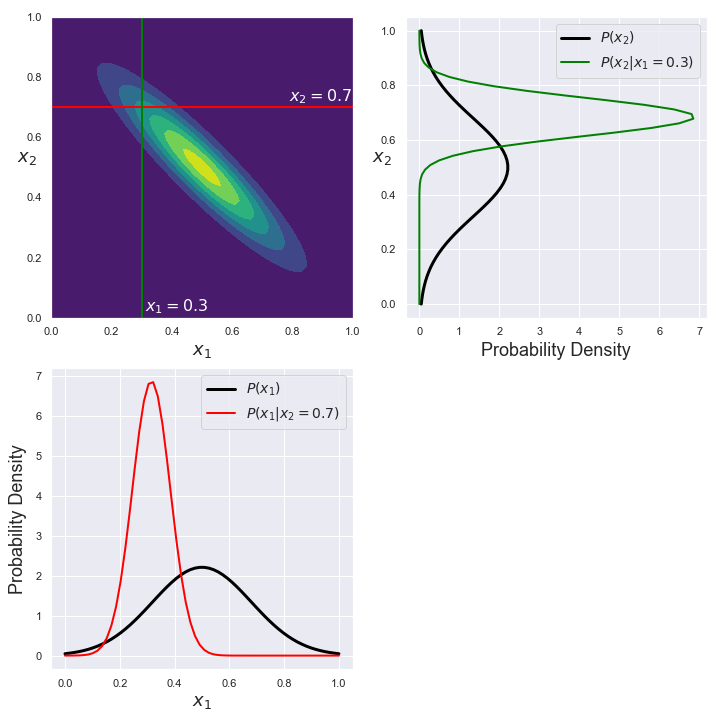 1.0
0.8
0.6
0.4
0.2
0.0
x₂
x₂ = 0.7
x₁ = 0.3
0.0 0.2 0.4 0.6 0.8 1.0
x₁
1.0
0.8
0.6
0.4
0.2
0.0
x₂
P(x₂)
P(x₂|x₁ = 0.3)
0 1 2 3 4 5 6 7
Probability Density
7
6
5
4
3
2
1
0
Probability Density
P(x₁)
P(x₁|x₂ = 0.7)
0.0 0.2 0.4 0.6 0.8 1.0
x₁